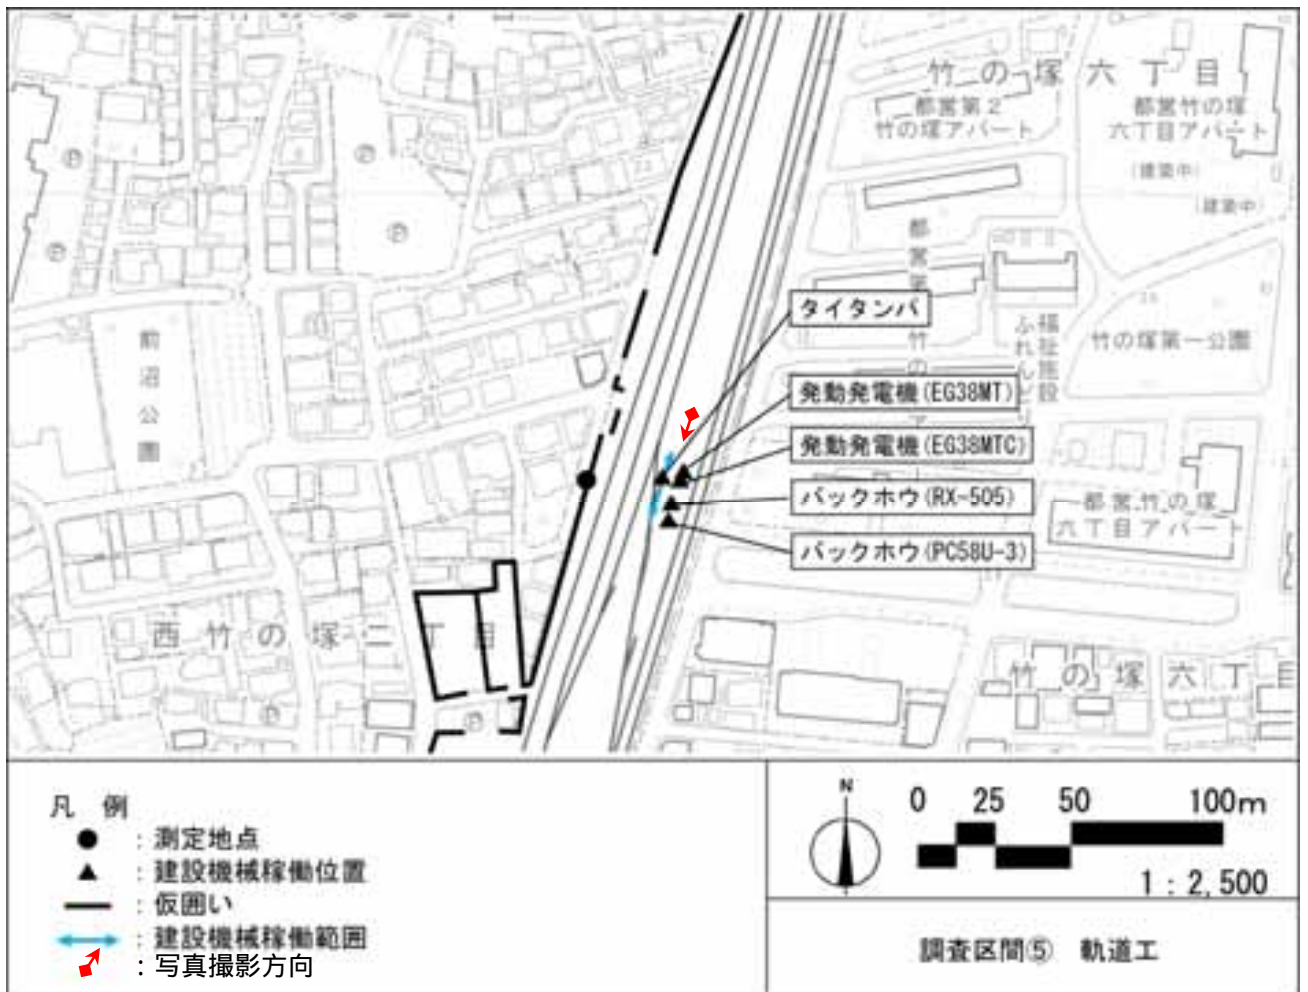 竹の塚六丁目
都営第2
竹の塚アパート
都営竹の塚
六丁目アパート
(建築中)
(建築中)
P
P
P
P
前沼公園
タイタンパ
発動発電機(EG38MT)
発動発電機(EG38MTC)
バックホウ(RX-505)
バックホウ(PC58U-3)
福祉施設
竹の塚第一公園
都営竹の塚
六丁目アパート
西竹の塚二丁目
竹の塚六丁目
P
P
凡 例
: 測定地点
: 建設機械稼働位置
: 仮囲い
: 建設機械稼働範囲
: 写真撮影方向
N
0 25 50 100m
1 : 2,500
調査区間⑤ 軌道工